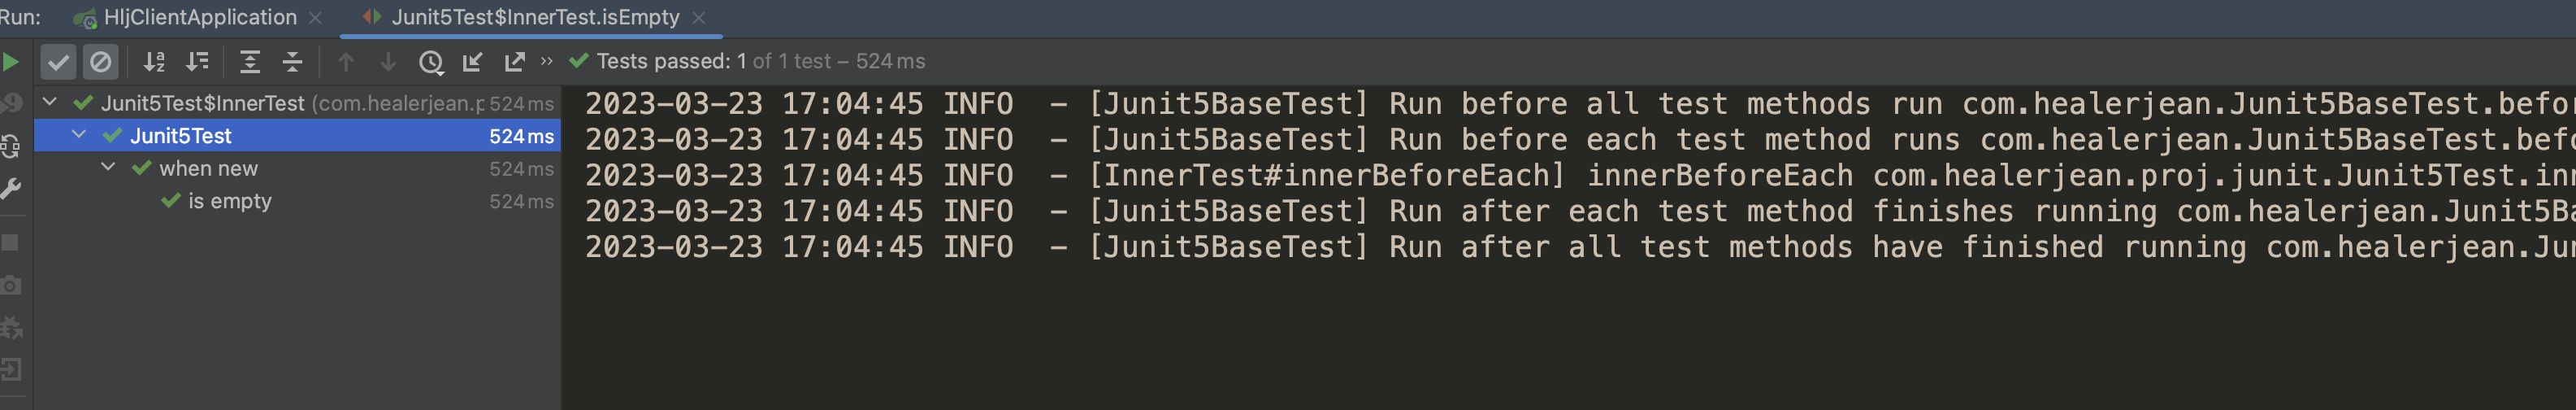 Run: HljClientApplication Junit5Test$InnerTest.isEmpty
Tests passed: 1 of 1 test – 524 ms
Junit5Test$InnerTest (com.healerjean.p 524 ms
Junit5Test 524 ms
when new 524 ms
is empty 524 ms
2023-03-23 17:04:45 INFO  - [Junit5BaseTest] Run before all test methods run com.healerjean.Junit5BaseTest.befor
2023-03-23 17:04:45 INFO  - [Junit5BaseTest] Run before each test method runs com.healerjean.Junit5BaseTest.bef
2023-03-23 17:04:45 INFO  - [InnerTest#innerBeforeEach] innerBeforeEach com.healerjean.proj.junit.Junit5Test.inn
2023-03-23 17:04:45 INFO  - [Junit5BaseTest] Run after each test method finishes running com.healerjean.Junit5Ba
2023-03-23 17:04:45 INFO  - [Junit5BaseTest] Run after all test methods have finished running com.healerjean.Jun